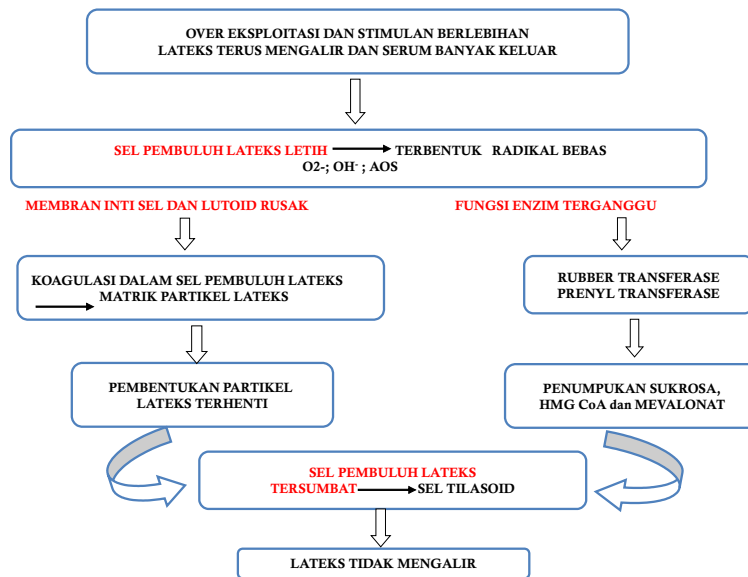 OVER EKSPLOITASI DAN STIMULAN BERLEBIHAN
LATEKS TERUS MENGALIR DAN SERUM BANYAK KELUAR
SEL PEMBULUH LATEKS LETIH TERBENTUK RADIKAL BEBAS
O2-; OH- ; AOS
MEMBRAN INTI SEL DAN LUTOID RUSAK
FUNGSI ENZIM TERGANGGU
KOAGULASI DALAM SEL PEMBULUH LATEKS
MATRIK PARTIKEL LATEKS
RUBBER TRANSFERASE
PRENYL TRANSFERASE
PEMBENTUKAN PARTIKEL
LATEKS TERHENTI
PENUMPUKAN SUKROSA,
HMG CoA dan MEVALONAT
SEL PEMBULUH LATEKS
TERSUMBAT SEL TILASOID
LATEKS TIDAK MENGALIR